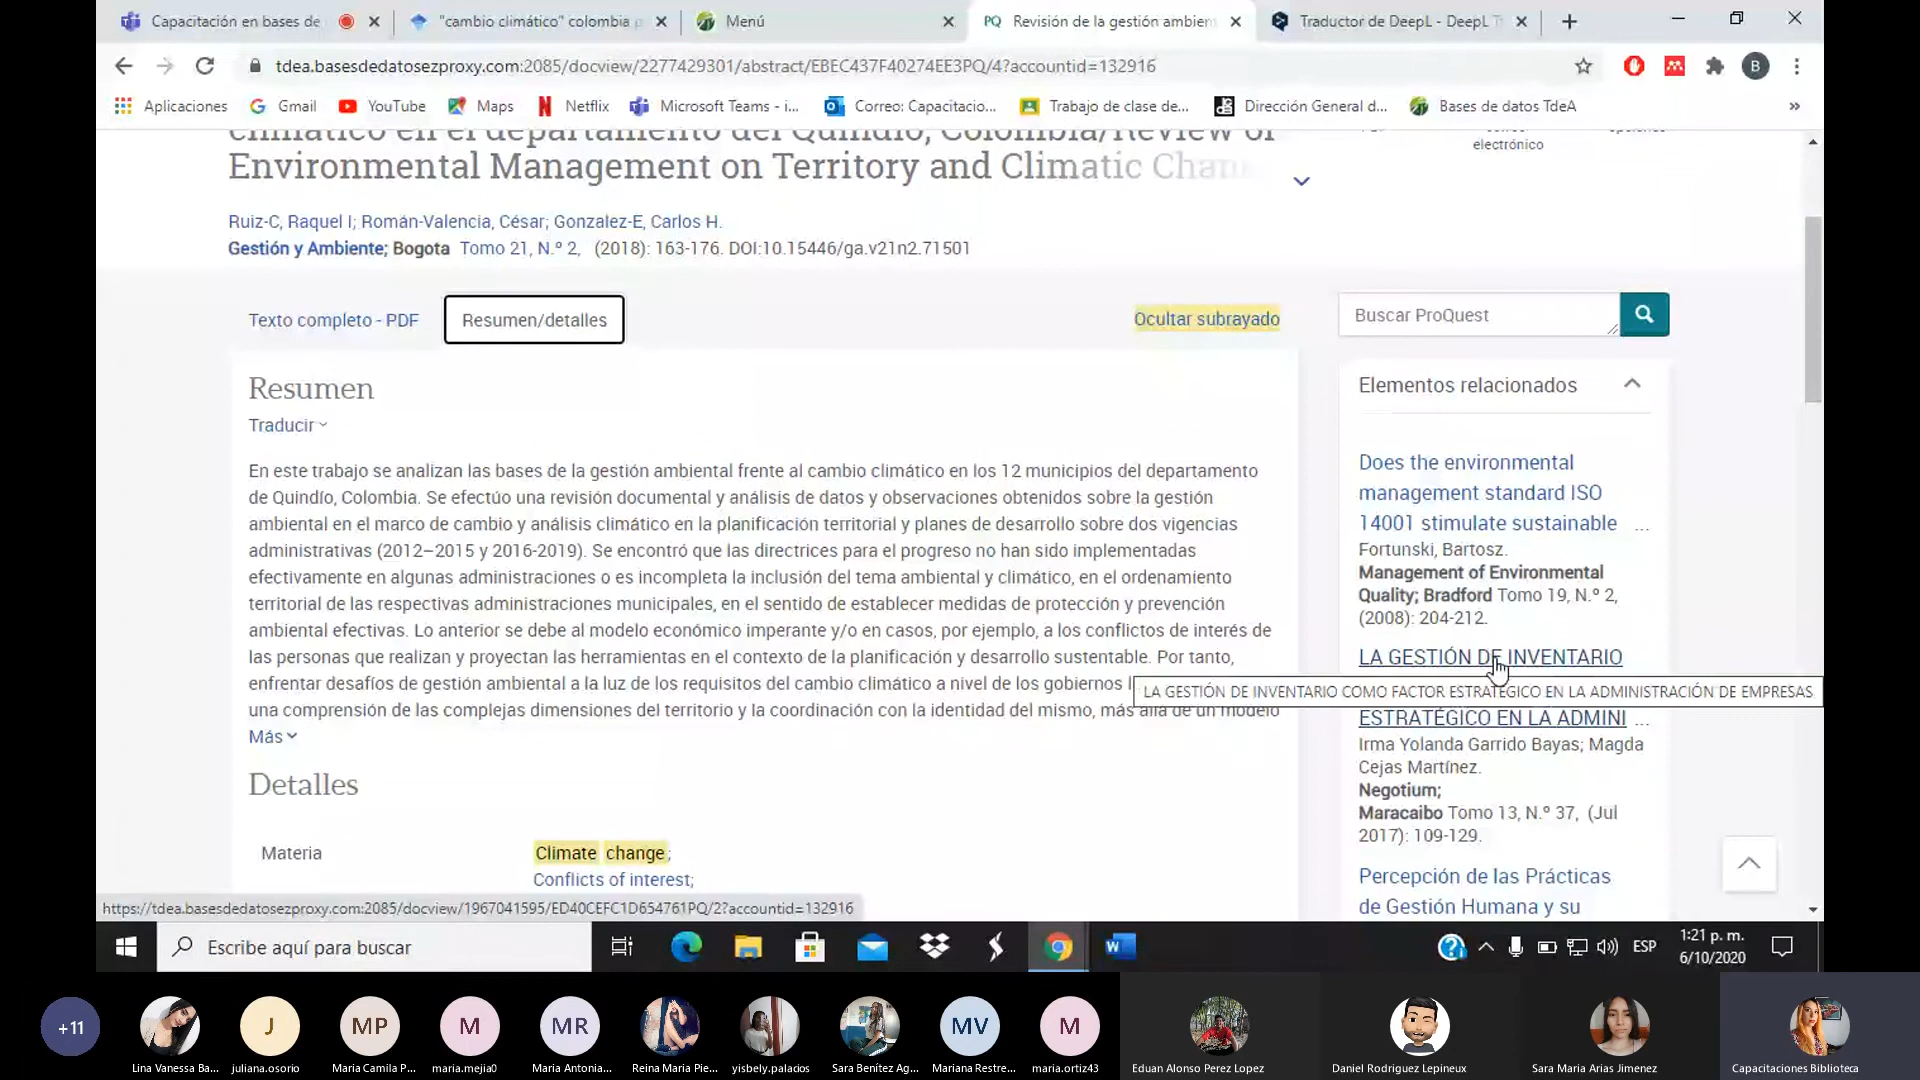 Capacitación en bases de
"cambio climático" colombia p
Menú
PQ Revisión de la gestión ambien
Traductor de DeepL - DeepL T
tdea.basesdedatosezproxy.com:2085/docview/2277429301/abstract/EBEC437F40274EE3PQ/4?accountid=132916
B
Aplicaciones
Gmail
YouTube
Maps
Netflix
Microsoft Teams - i...
Correo: Capacitacio...
Trabajo de clase de...
Dirección General d...
Bases de datos TdeA
»
climático en el departamento del Quindío, Colombia/Review of
Environmental Management on Territory and Climatic Chan
electrónico
Ruiz-C, Raquel I; Román-Valencia, César; Gonzalez-E, Carlos H.
Gestión y Ambiente; Bogota Tomo 21, N.º 2, (2018): 163-176. DOI:10.15446/ga.v21n2.71501
Texto completo - PDF
Resumen/detalles
Ocultar subrayado
Resumen
Traducir
En este trabajo se analizan las bases de la gestión ambiental frente al cambio climático en los 12 municipios del departamento
de Quindío, Colombia. Se efectúo una revisión documental y análisis de datos y observaciones obtenidos sobre la gestión
ambiental en el marco de cambio y análisis climático en la planificación territorial y planes de desarrollo sobre dos vigencias
administrativas (2012–2015 y 2016-2019). Se encontró que las directrices para el progreso no han sido implementadas
efectivamente en algunas administraciones o es incompleta la inclusión del tema ambiental y climático, en el ordenamiento
territorial de las respectivas administraciones municipales, en el sentido de establecer medidas de protección y prevención
ambiental efectivas. Lo anterior se debe al modelo económico imperante y/o en casos, por ejemplo, a los conflictos de interés de
las personas que realizan y proyectan las herramientas en el contexto de la planificación y desarrollo sustentable. Por tanto,
enfrentar desafíos de gestión ambiental a la luz de los requisitos del cambio climático a nivel de los gobiernos l
una comprensión de las complejas dimensiones del territorio y la coordinación con la identidad del mismo, más allá de un modelo
Más
Detalles
Materia
Climate change;
Conflicts of interest;
Buscar ProQuest
Elementos relacionados
Does the environmental
management standard ISO
14001 stimulate sustainable ...
Fortunski, Bartosz.
Management of Environmental
Quality; Bradford Tomo 19, N.º 2,
(2008): 204-212.
LA GESTIÓN DE INVENTARIO
LA GESTIÓN DE INVENTARIO COMO FACTOR ESTRATÉGICO EN LA ADMINISTRACIÓN DE EMPRESAS
ESTRATÉGICO EN LA ADMINI ...
Irma Yolanda Garrido Bayas; Magda
Cejas Martínez.
Negotium;
Maracaibo Tomo 13, N.º 37, (Jul
2017): 109-129.
Percepción de las Prácticas
de Gestión Humana y su
https://tdea.basesdedatosezproxy.com:2085/docview/1967041595/ED40CEFC1D654761PQ/2?accountid=132916
Escribe aquí para buscar
ESP
1:21 p. m.
6/10/2020
+11
Lina Vanessa Ba...
J
juliana.osorio
MP
Maria Camila P...
M
maria.mejia0
MR
Maria Antonia...
Reina Maria Pie...
yisbely.palacios
Sara Benítez Ag...
MV
Mariana Restre...
M
maria.ortiz43
Eduan Alonso Perez Lopez
Daniel Rodriguez Lepineux
Sara Maria Arias Jimenez
Capacitaciones Biblioteca